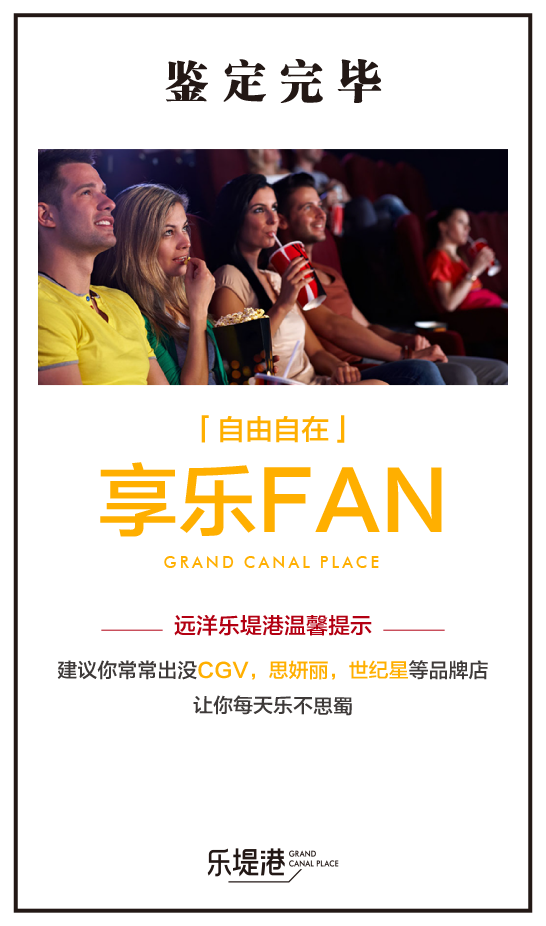 鉴定完毕
「自由自在」
享乐FAN
GRAND CANAL PLACE
远洋乐堤港温馨提示
建议你常常出没CGV，思妍丽，世纪星等品牌店
让你每天乐不思蜀
乐堤港 GRAND
CANAL PLACE